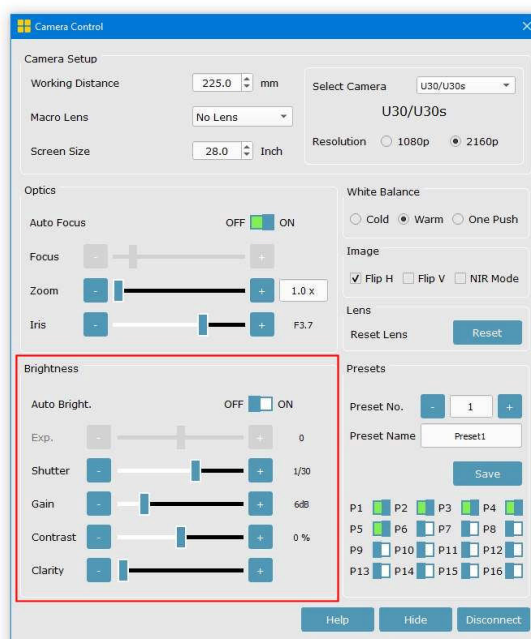 Camera Control
Camera Setup
Working Distance 225.0 mm
Macro Lens No Lens
Screen Size 28.0 Inch
Select Camera U30/U30s
U30/U30s
Resolution 1080p 2160p
Optics
Auto Focus OFF ON
Focus - +
Zoom - + 1.0 x
Iris - + F3.7
White Balance
Cold Warm One Push
Image
Flip H Flip V NIR Mode
Lens
Reset Lens Reset
Brightness
Auto Bright. OFF ON
Exp. - + 0
Shutter - + 1/30
Gain - + 6dB
Contrast - + 0 %
Clarity - +
Presets
Preset No. - 1 +
Preset Name Preset1
Save
P1 P2 P3 P4
P5 P6 P7 P8
P9 P10 P11 P12
P13 P14 P15 P16
Help Hide Disconnect